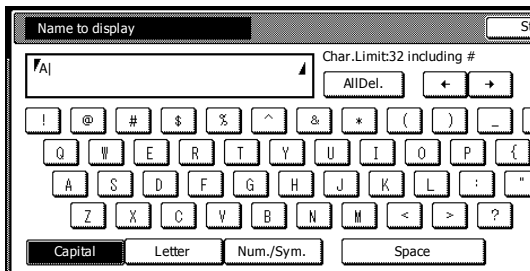 Name to display
Char.Limit:32 including #
A|
AllDel. ← →
! @ # $ % ^ & * ( ) _
Q W E R T Y U I O P {
A S D F G H J K L : "
Z X C V B N M < > ?
Capital Letter Num./Sym. Space